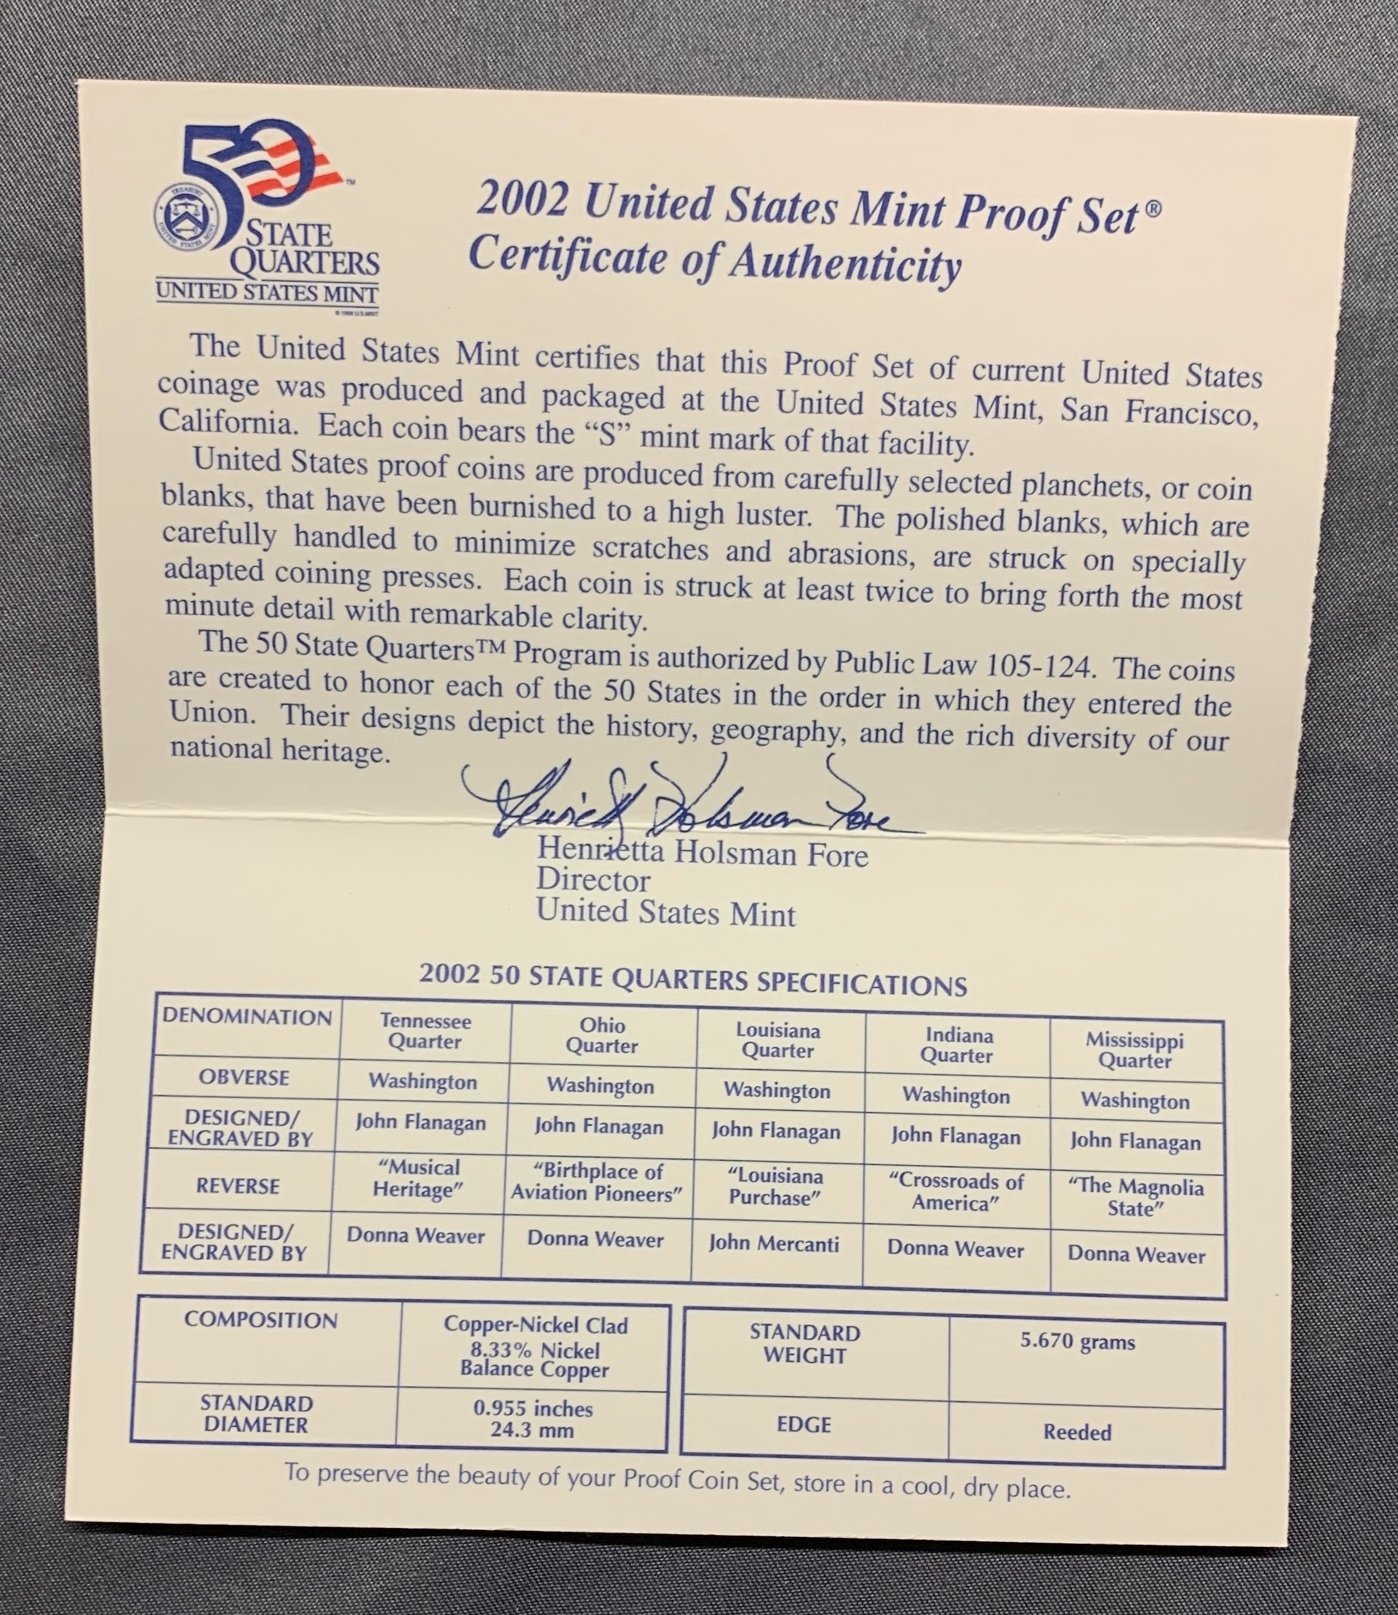 50
TM
STATE
QUARTERS
UNITED STATES MINT
2002 United States Mint Proof Set®
Certificate of Authenticity
The United States Mint certifies that this Proof Set of current United States
coinage was produced and packaged at the United States Mint, San Francisco,
California. Each coin bears the “S” mint mark of that facility.
United States proof coins are produced from carefully selected planchets, or coin
blanks, that have been burnished to a high luster. The polished blanks, which are
carefully handled to minimize scratches and abrasions, are struck on specially
adapted coining presses. Each coin is struck at least twice to bring forth the most
minute detail with remarkable clarity.
The 50 State Quarters™ Program is authorized by Public Law 105-124. The coins
are created to honor each of the 50 States in the order in which they entered the
Union. Their designs depict the history, geography, and the rich diversity of our
national heritage.
Henrietta Holsman Fore
Henrietta Holsman Fore
Director
United States Mint
2002 50 STATE QUARTERS SPECIFICATIONS
DENOMINATION Tennessee Quarter Ohio Quarter Louisiana Quarter Indiana Quarter Mississippi Quarter
OBVERSE Washington Washington Washington Washington Washington
DESIGNED/ ENGRAVED BY John Flanagan John Flanagan John Flanagan John Flanagan John Flanagan
REVERSE “Musical Heritage” “Birthplace of Aviation Pioneers” “Louisiana Purchase” “Crossroads of America” “The Magnolia State”
DESIGNED/ ENGRAVED BY Donna Weaver Donna Weaver John Mercanti Donna Weaver Donna Weaver
COMPOSITION Copper-Nickel Clad
8.33% Nickel
Balance Copper
STANDARD DIAMETER 0.955 inches
24.3 mm
STANDARD WEIGHT 5.670 grams
EDGE Reeded
To preserve the beauty of your Proof Coin Set, store in a cool, dry place.